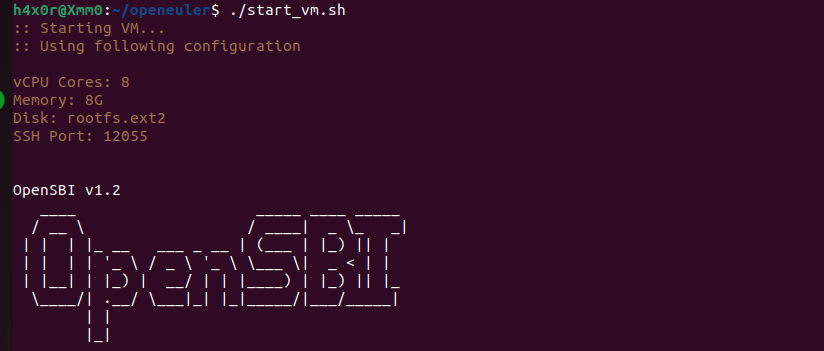 h4x0r@Xmm0:~/openeuler$ ./start_vm.sh
:: Starting VM...
:: Using following configuration
vCPU Cores: 8
Memory: 8G
Disk: rootfs.ext2
SSH Port: 12055
OpenSBI v1.2
   ____                    _____ ____ _____
  / __ \                  / ____|  _ \_   _|
 | |  | |_ __   ___ _ __ | (___ | |_) || |
 | |  | | '_ \ / _ \ '_ \ \___ \|  _ < | |
 | |__| | |_) |  __/ | | |____) | |_) || |_
  \____/| .__/ \___|_| |_|_____/|___/_____|
        | |
        |_|